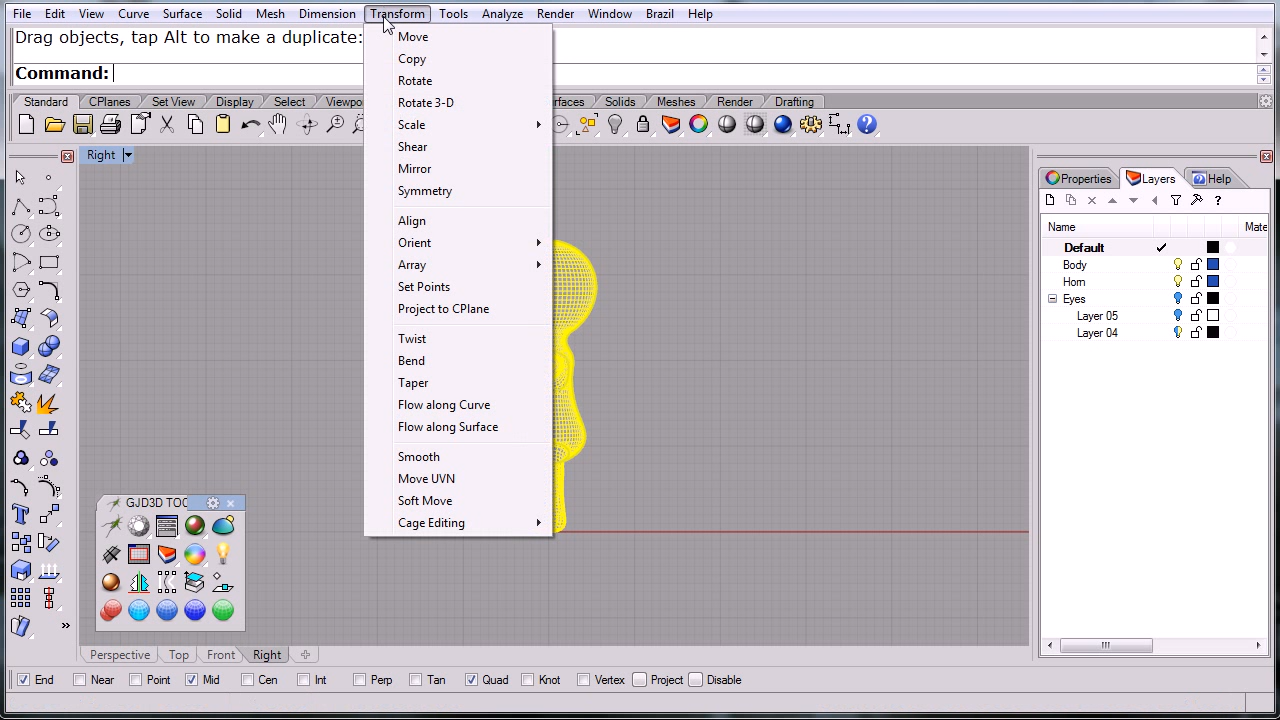 File Edit View Curve Surface Solid Mesh Dimension Transform Tools Analyze Render Window Brazil Help
Drag objects, tap Alt to make a duplicate:
Command:
Standard CPlanes Set View Display Select Viewpo
rfaces Solids Meshes Render Drafting
Move
Copy
Rotate
Rotate 3-D
Scale
Shear
Mirror
Symmetry
Align
Orient
Array
Set Points
Project to CPlane
Twist
Bend
Taper
Flow along Curve
Flow along Surface
Smooth
Move UVN
Soft Move
Cage Editing
Right
Properties Layers Help
Name Mate
Default
Body
Horn
Eyes
Layer 05
Layer 04
GJD3D TOO
Perspective Top Front Right
End Near Point Mid Cen Int Perp Tan Quad Knot Vertex Project Disable